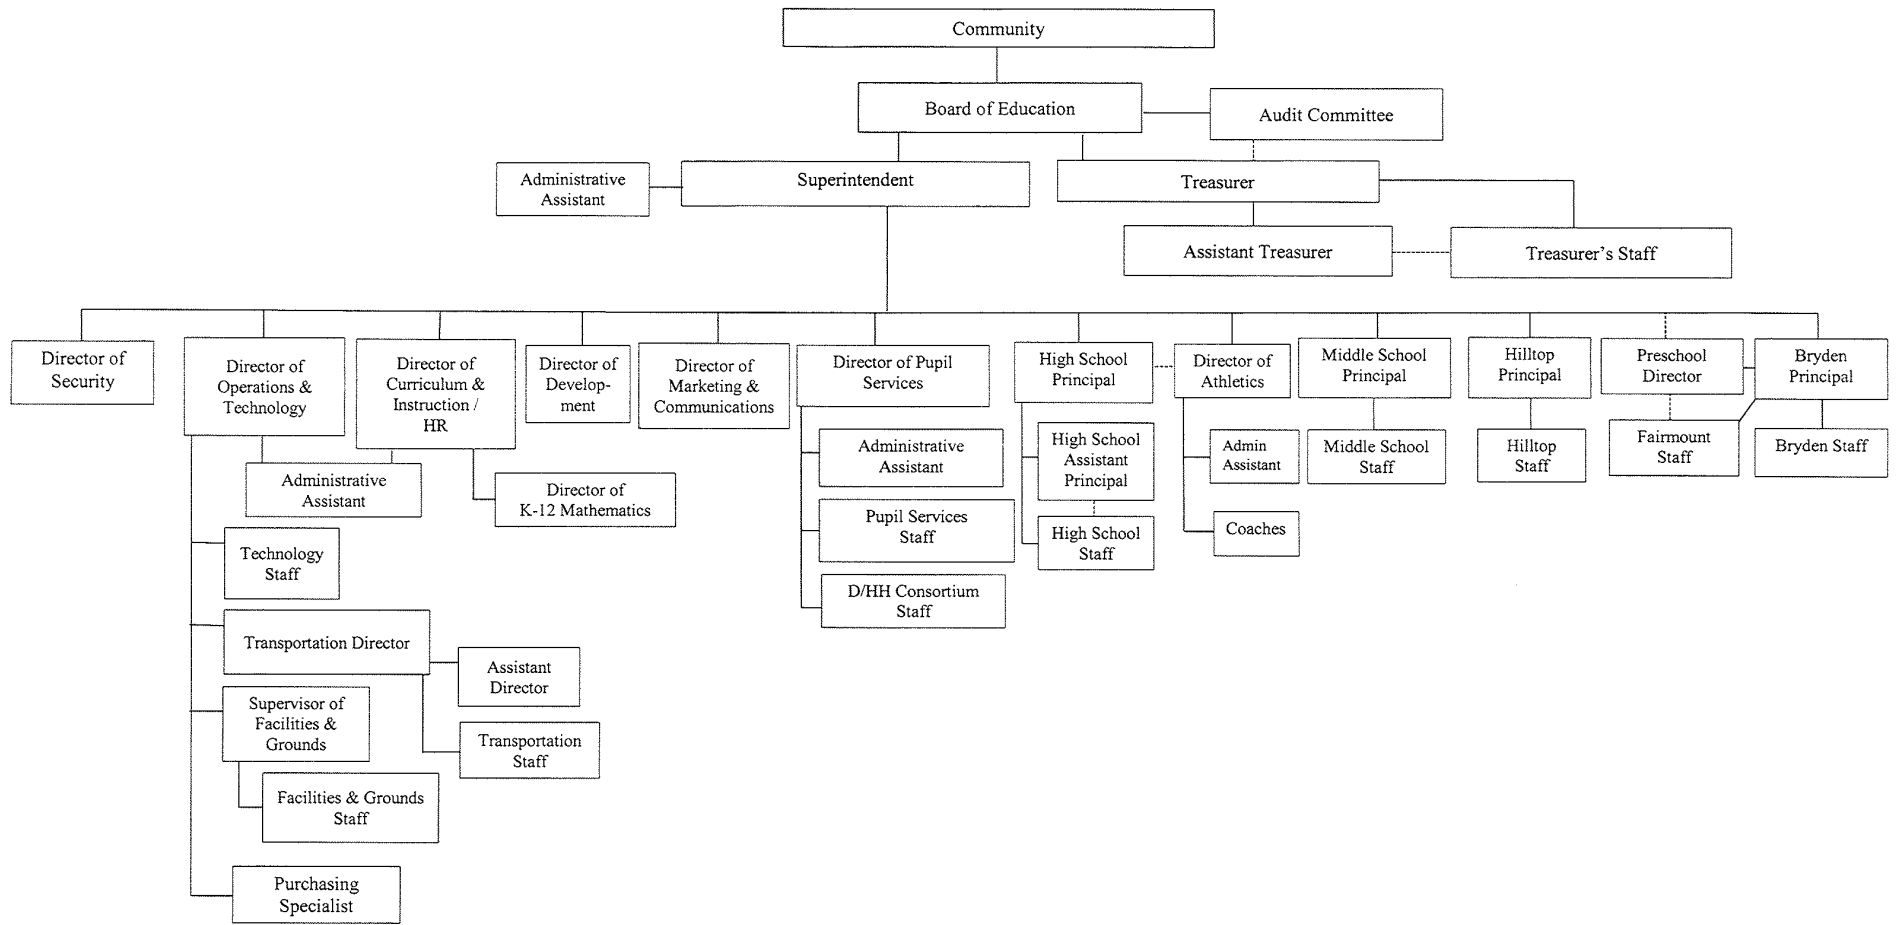 Community
Board of Education
Audit Committee
Administrative
Assistant
Superintendent
Treasurer
Assistant Treasurer
Treasurer's Staff
Director of
Security
Director of
Operations &
Technology
Director of
Curriculum &
Instruction /
HR
Director of
Develop-
ment
Director of
Marketing &
Communications
Director of Pupil
Services
High School
Principal
Director of
Athletics
Middle School
Principal
Hilltop
Principal
Preschool
Director
Bryden
Principal
Administrative
Assistant
Director of
K-12 Mathematics
Administrative
Assistant
High School
Assistant
Principal
Admin
Assistant
Middle School
Staff
Hilltop
Staff
Fairmount
Staff
Bryden Staff
Pupil Services
Staff
High School
Staff
Coaches
Technology
Staff
D/HH Consortium
Staff
Transportation Director
Assistant
Director
Supervisor of
Facilities &
Grounds
Transportation
Staff
Facilities & Grounds
Staff
Purchasing
Specialist